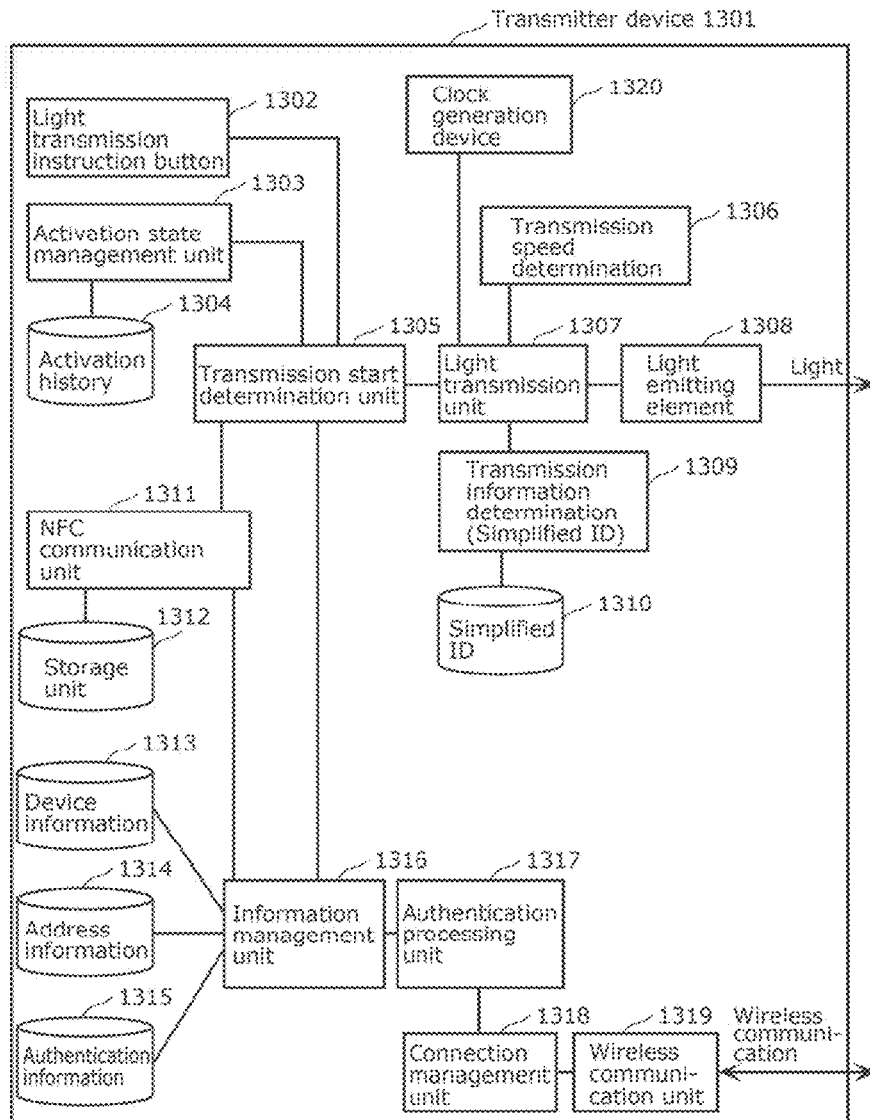 Transmitter device 1301
1302
Light
transmission
instruction button
1320
Clock
generation
device
1303
Activation state
management unit
1306
Transmission
speed
determination
1304
Activation
history
1305
Transmission start
determination unit
1307
Light
transmission
unit
1308
Light
emitting
element
Light
1309
Transmission
information
determination
(Simplified ID)
1311
NFC
communication
unit
1310
Simplified
ID
1312
Storage
unit
1313
Device
information
1314
Address
information
1316
Information
management
unit
1317
Authentication
processing
unit
1315
Authentication
information
1318
Connection
management
unit
1319
Wireless
communi-
cation unit
Wireless
communi-
cation